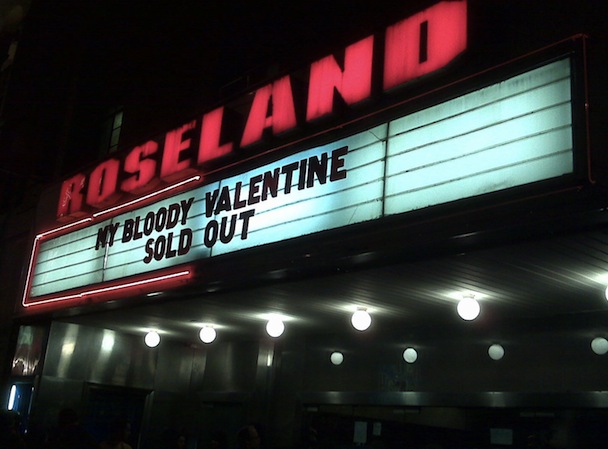 ROSELAND
MY BLOODY VALENTINE
SOLD OUT